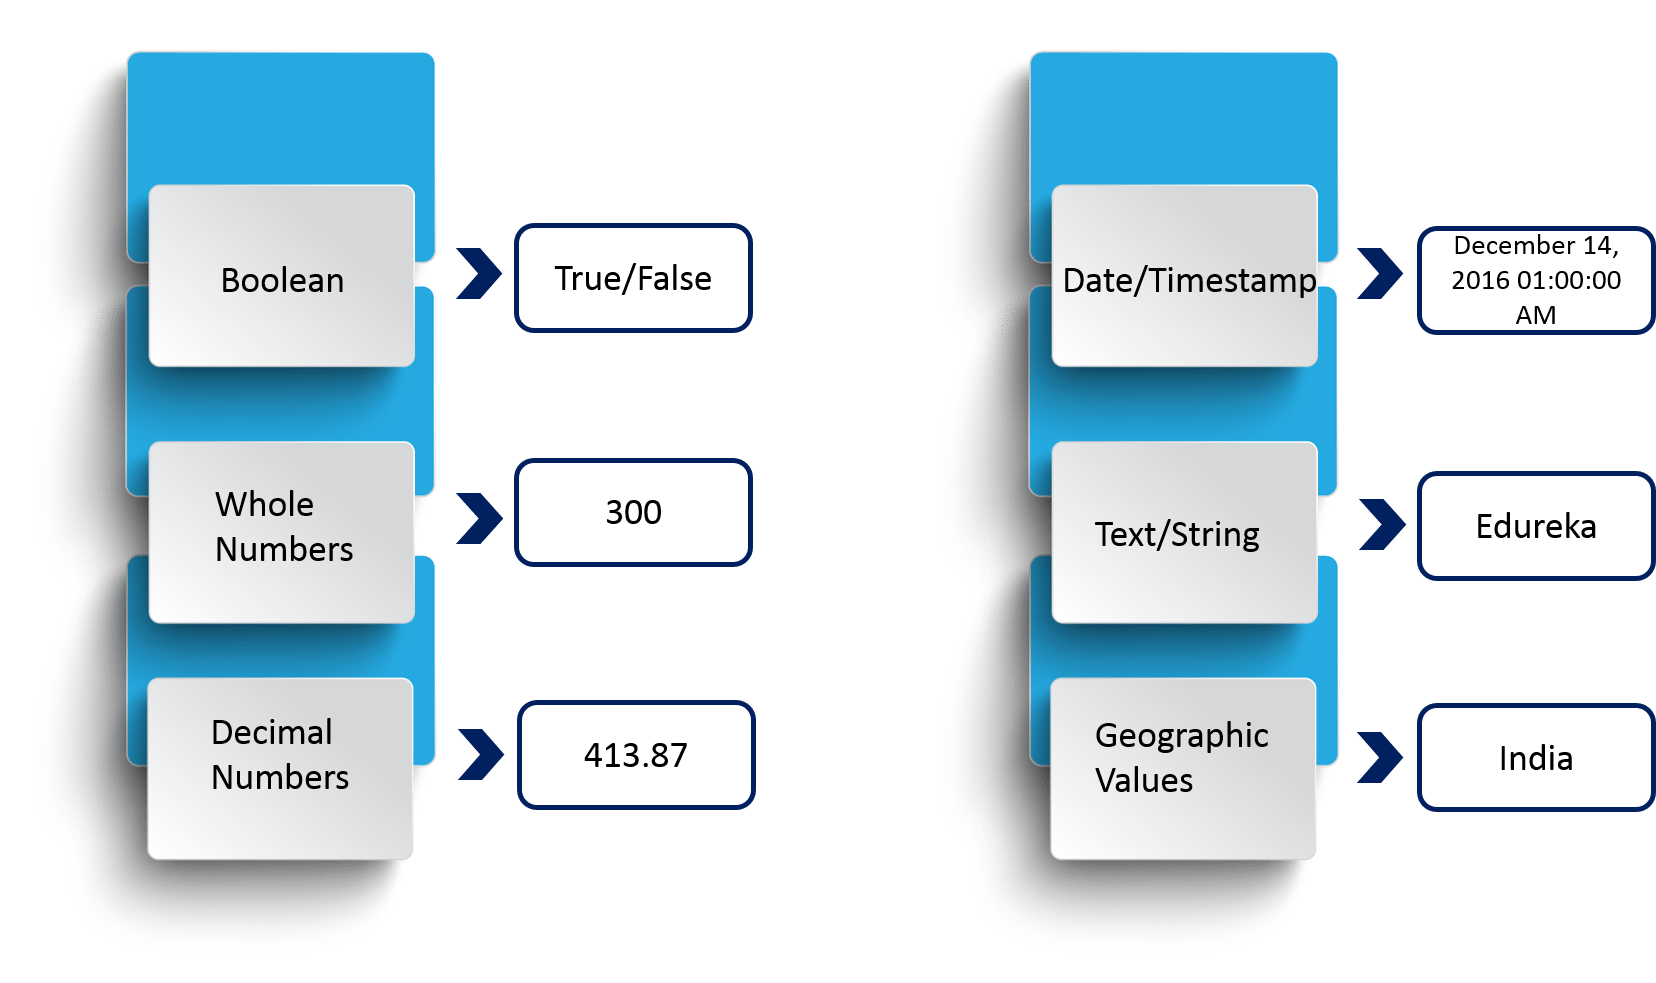 Boolean
True/False
Whole
Numbers
300
Decimal
Numbers
413.87
Date/Timestamp
December 14,
2016 01:00:00
AM
Text/String
Edureka
Geographic
Values
India